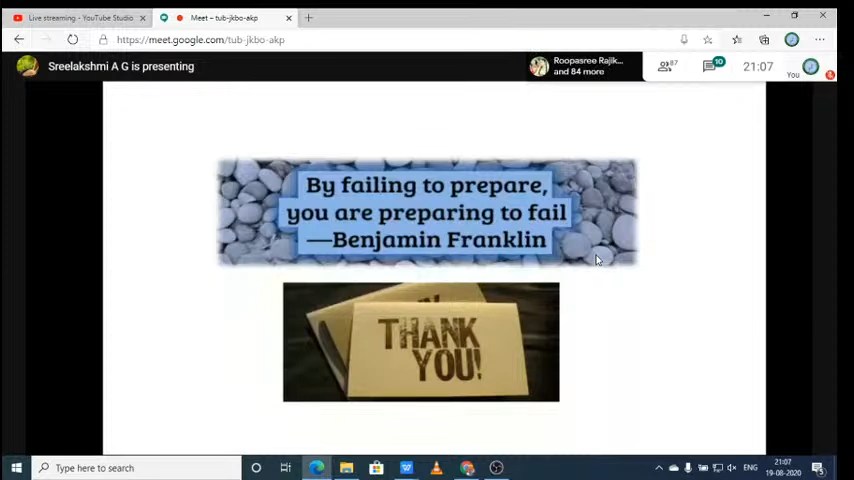 Live streaming - YouTube Studio
Meet – tub-jkbo-akp
https://meet.google.com/tub-jkbo-akp
Sreelakshmi A G is presenting
Roopasree Rajik...
and 84 more
87
10
21:07
You
By failing to prepare,
you are preparing to fail
—Benjamin Franklin
THANK
YOU!
Type here to search
ENG
21:07
19-08-2020
5